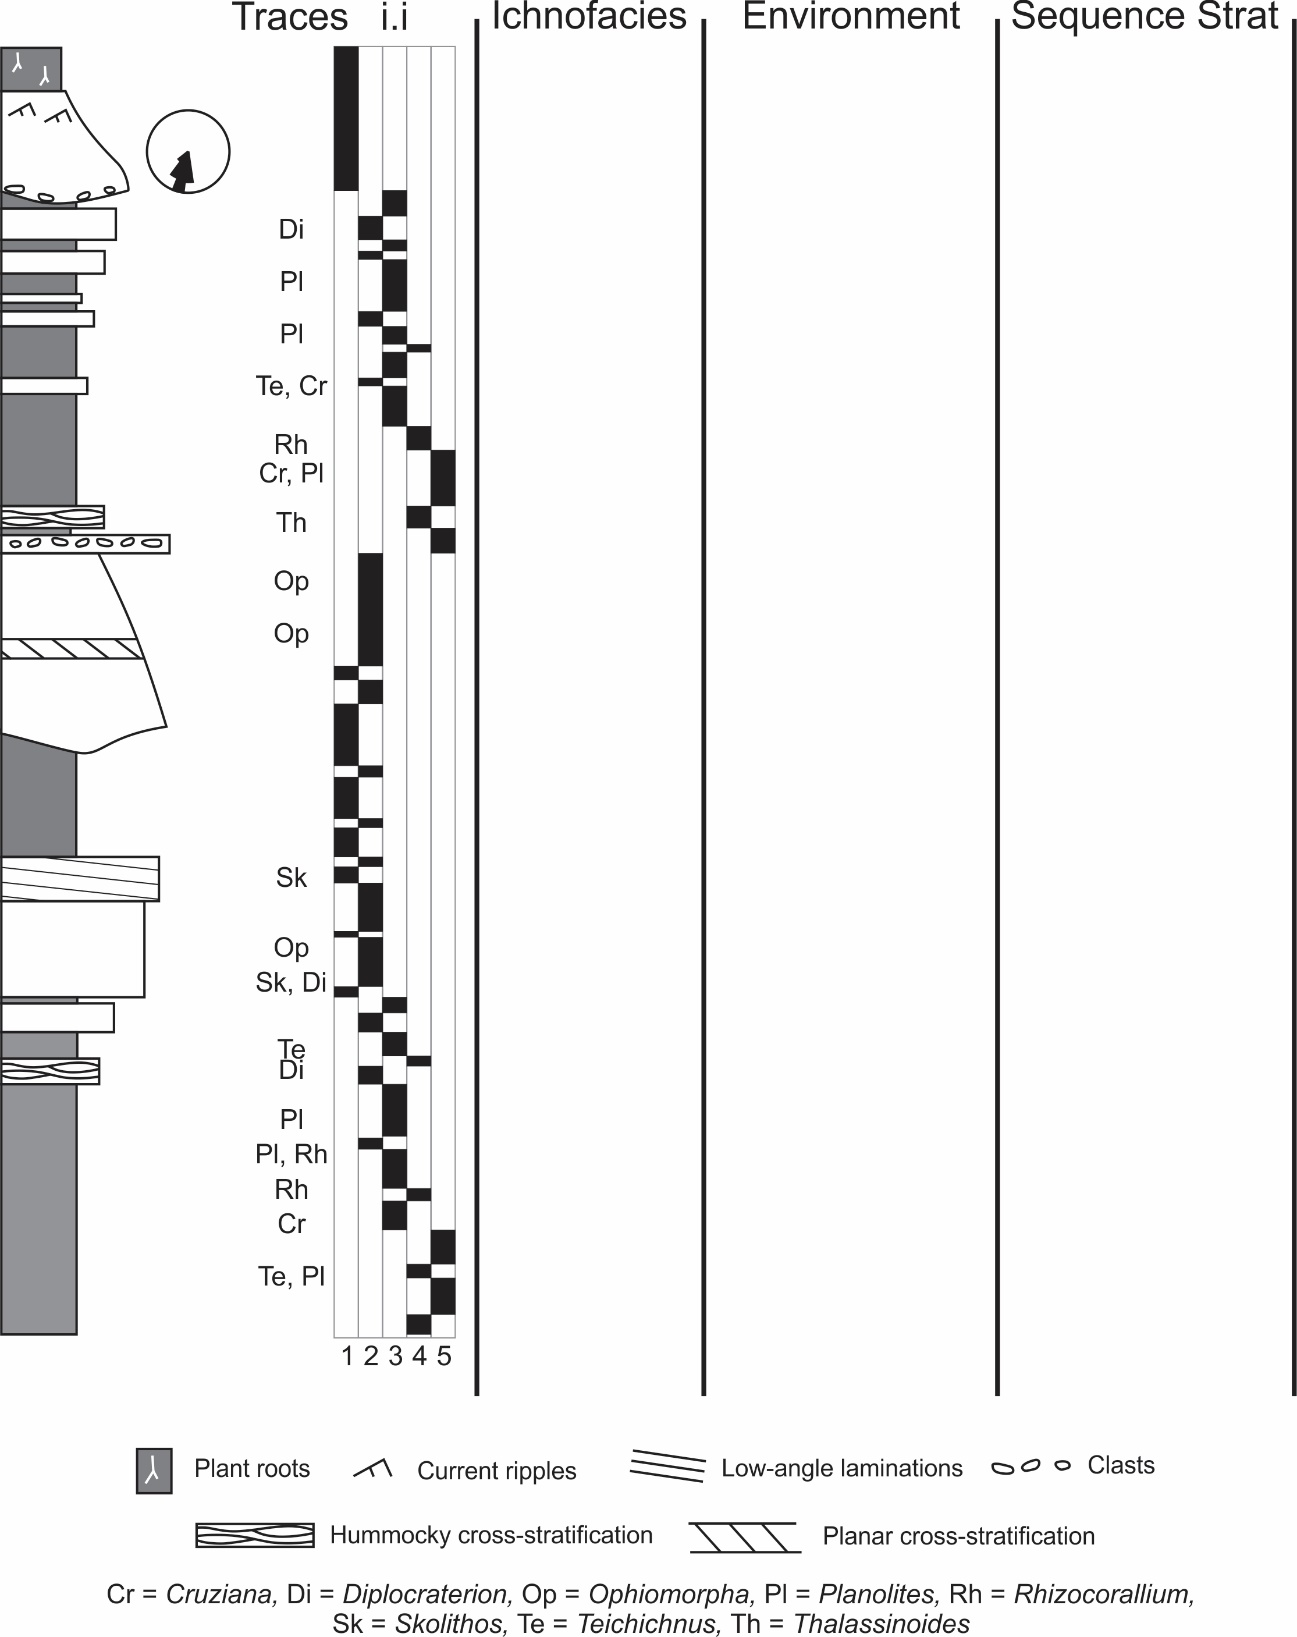 Traces i.i Ichnofacies Environment Sequence Strat
Di
Pl
Pl
Te, Cr
Rh
Cr, Pl
Th
Op
Op
Sk
Op
Sk, Di
Te
Di
Pl
Pl, Rh
Rh
Cr
Te, Pl
1 2 3 4 5
Plant roots Current ripples Low-angle laminations Clasts
Hummocky cross-stratification Planar cross-stratification
Cr = Cruziana, Di = Diplocraterion, Op = Ophiomorpha, Pl = Planolites, Rh = Rhizocorallium,
Sk = Skolithos, Te = Teichichnus, Th = Thalassinoides